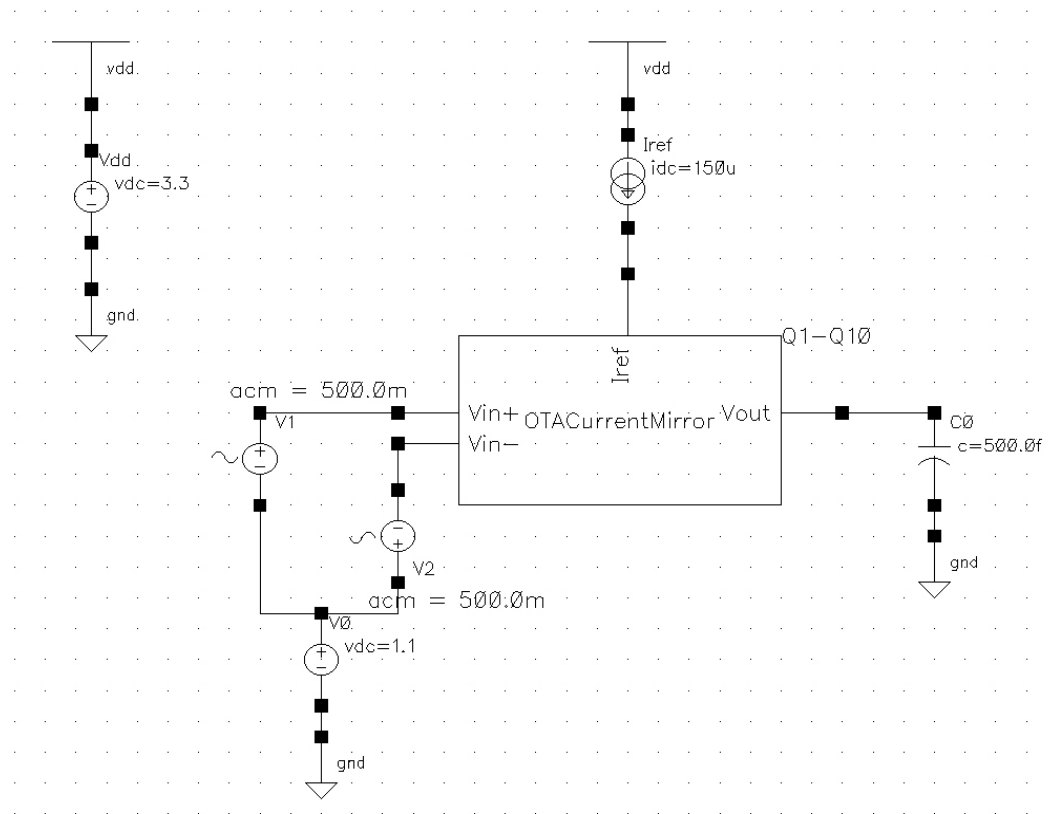 vdd
vdd
Vdd
vdc=3.3
Iref
idc=150u
gnd
Q1-Q10
Iref
acm = 500.0m
V1
Vin+
OTACurrentMirror
Vout
Vin-
C0
c=500.0f
V2
gnd
acm = 500.0m
V0
vdc=1.1
gnd